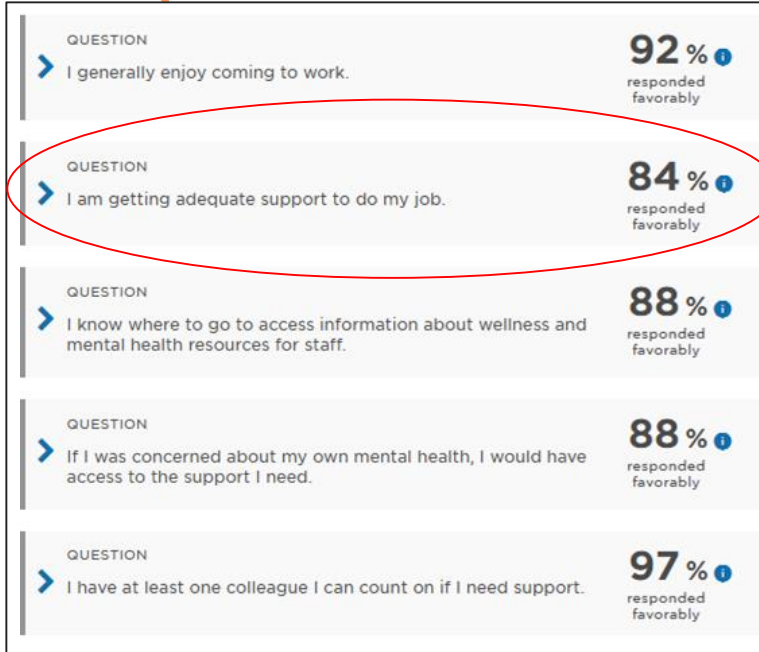 QUESTION
I generally enjoy coming to work.
92 % i
responded
favorably
QUESTION
I am getting adequate support to do my job.
84 % i
responded
favorably
QUESTION
I know where to go to access information about wellness and
mental health resources for staff.
88 % i
responded
favorably
QUESTION
If I was concerned about my own mental health, I would have
access to the support I need.
88 % i
responded
favorably
QUESTION
I have at least one colleague I can count on if I need support.
97 % i
responded
favorably